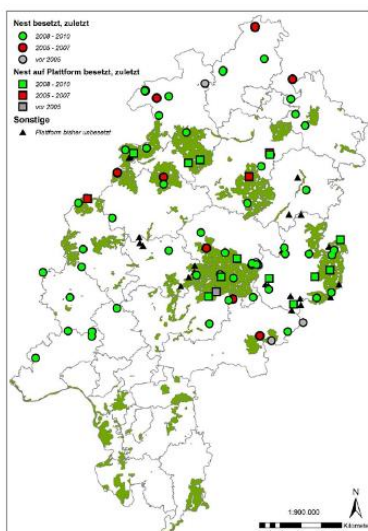 Nest besetzt, zuletzt
2008 - 2010
2005 - 2007
vor 2005
Nest auf Plattform besetzt, zuletzt
2008 - 2010
2005 - 2007
vor 2005
Sonstige
Plattform bisher unbesetzt
N
1:900.000
Kilometer